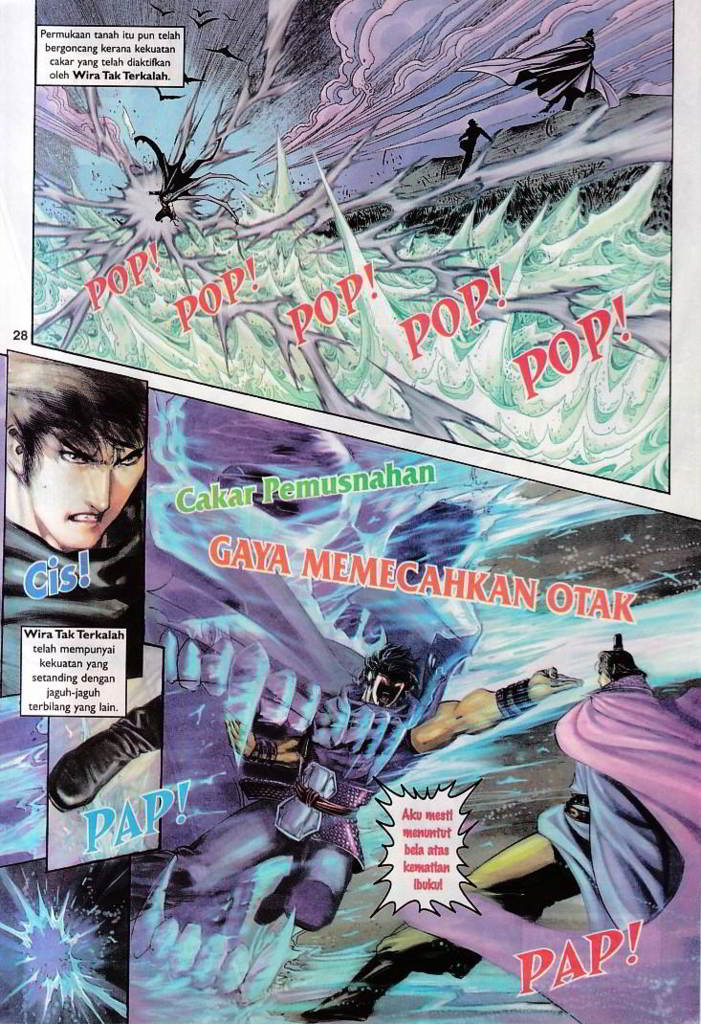 Permukaan tanah itu pun telah
bergoncang kerana kekuatan
cakar yang telah diaktifkan
oleh Wira Tak Terkalah.
POP!
POP!
POP!
POP!
POP!
28
Cis!
Cakar Pemusnahan
GAYA MEMECAHKAN OTAK
Wira Tak Terkalah
telah mempunyai
kekuatan yang
setanding dengan
jaguh-jaguh
terbilang yang lain.
PAP!
Aku mesti
menuntut
bela atas
kematian
ibuku!
PAP!